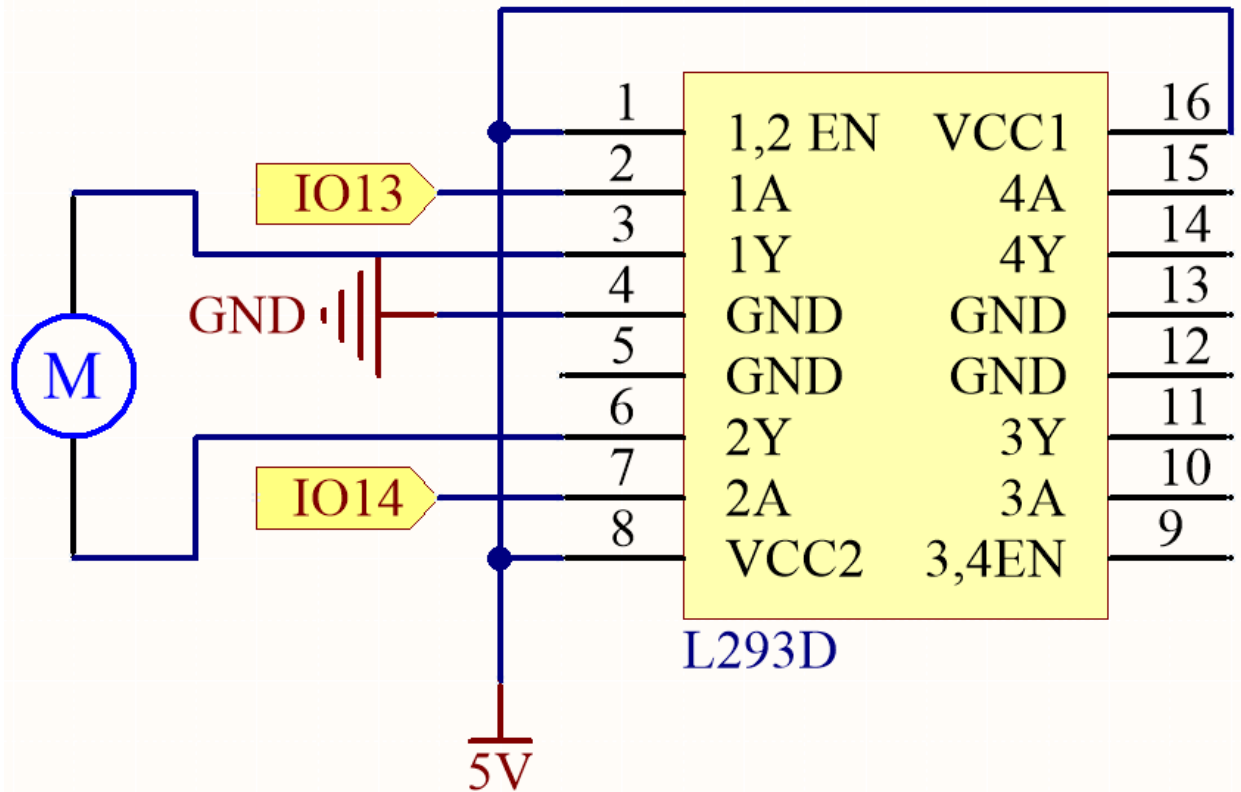 1 1,2 EN VCC1 16
2 IO13 1A 4A 15
3 1Y 4Y 14
4 GND GND GND 13
5 GND GND 12
M
6 2Y 3Y 11
7 IO14 2A 3A 10
8 VCC2 3,4EN 9
L293D
5V